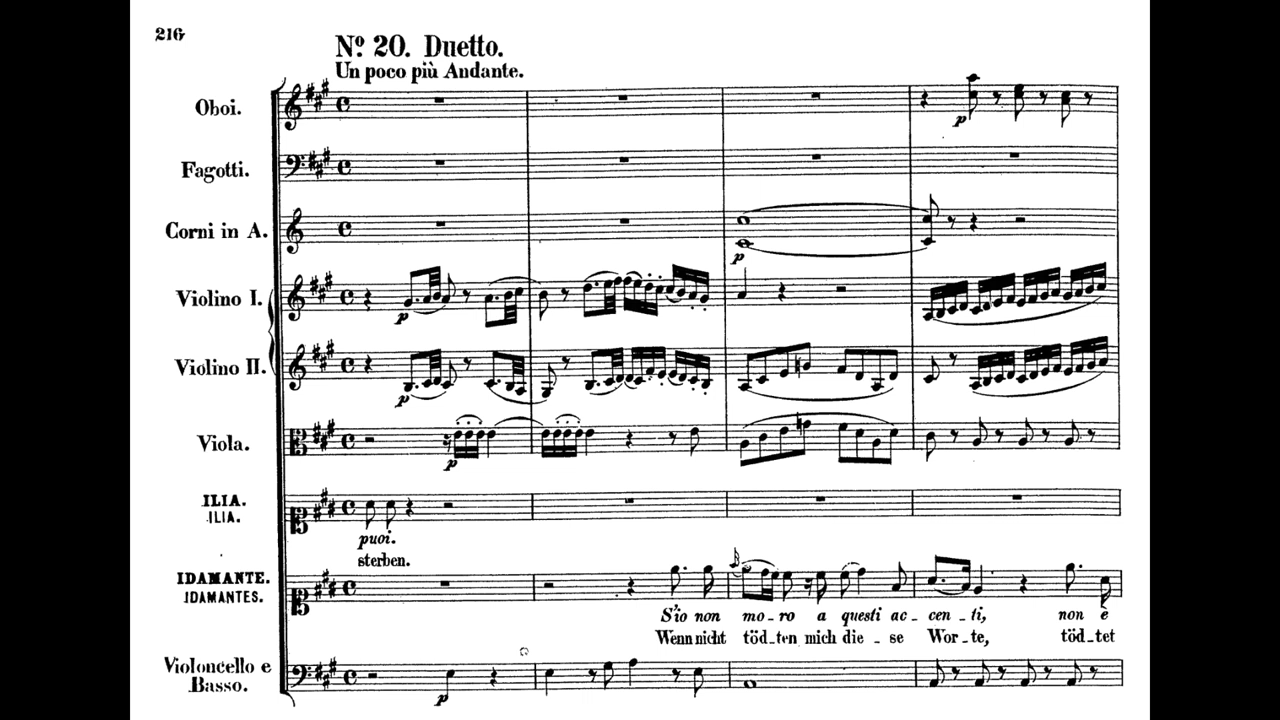 216
Nº 20. Duetto.
Un poco più Andante.
Oboi.
p
Fagotti.
Corni in A.
p
Violino I.
p
Violino II.
p
Viola.
p
ILIA.
ILIA.
puoi.
sterben.
IDAMANTE.
IDAMANTES.
S'io non mo-ro a questi ac-cen-ti, non è
Wenn nicht töd-ten mich die-se Wor-te, töd-tet
Violoncello e
Basso.
p